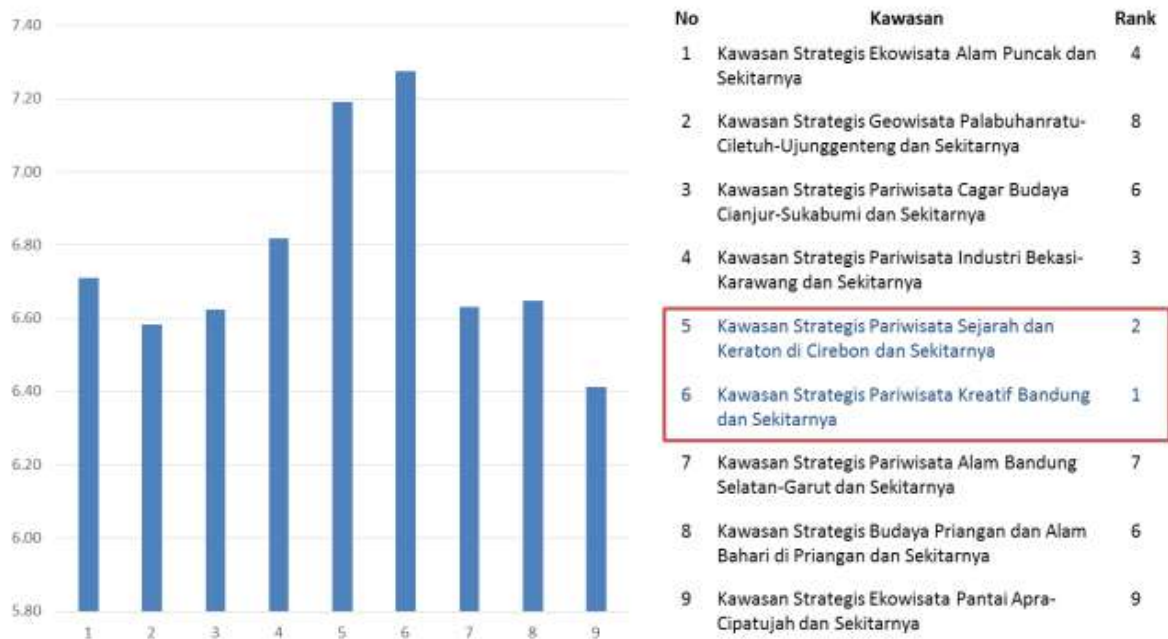 7.40
7.20
7.00
6.80
6.60
6.40
6.20
6.00
5.80
1 2 3 4 5 6 7 8 9
No Kawasan Rank
1 Kawasan Strategis Ekowisata Alam Puncak dan 4
Sekitarnya
2 Kawasan Strategis Geowisata Palabuhanratu- 8
Ciletuh-Ujunggenteng dan Sekitarnya
3 Kawasan Strategis Pariwisata Cagar Budaya 6
Cianjur-Sukabumi dan Sekitarnya
4 Kawasan Strategis Pariwisata Industri Bekasi- 3
Karawang dan Sekitarnya
5 Kawasan Strategis Pariwisata Sejarah dan 2
Keraton di Cirebon dan Sekitarnya
6 Kawasan Strategis Pariwisata Kreatif Bandung 1
dan Sekitarnya
7 Kawasan Strategis Pariwisata Alam Bandung 7
Selatan-Garut dan Sekitarnya
8 Kawasan Strategis Budaya Priangan dan Alam 6
Bahari di Priangan dan Sekitarnya
9 Kawasan Strategis Ekowisata Pantai Apra- 9
Cipatujah dan Sekitarnya